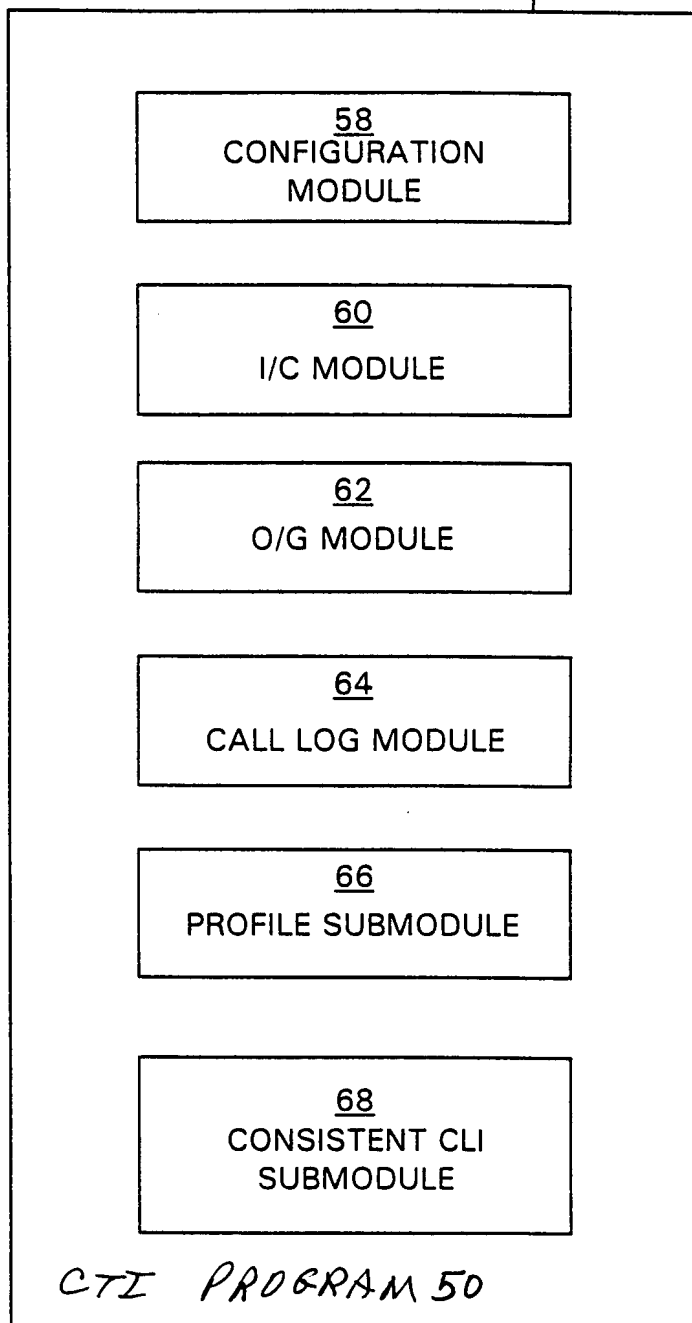 58
CONFIGURATION
MODULE
60
I/C MODULE
62
O/G MODULE
64
CALL LOG MODULE
66
PROFILE SUBMODULE
68
CONSISTENT CLI
SUBMODULE
CTI PROGRAM 50